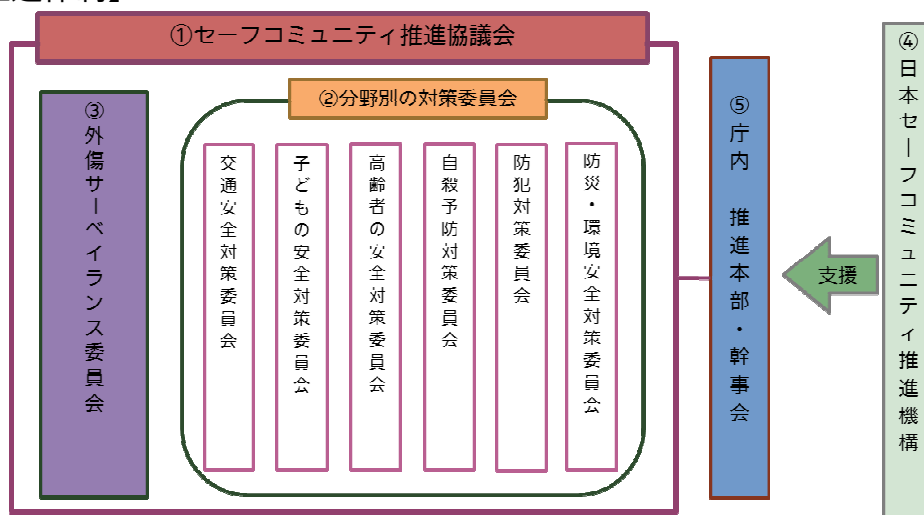 ①セーフコミュニティ推進協議会
②分野別の対策委員会
③外傷サーベイランス委員会
交通安全対策委員会
子どもの安全対策委員会
高齢者の安全対策委員会
自殺予防対策委員会
防犯対策委員会
防災・環境安全対策委員会
⑤庁内 推進本部・幹事会
支援
④日本セーフコミュニティ推進機構